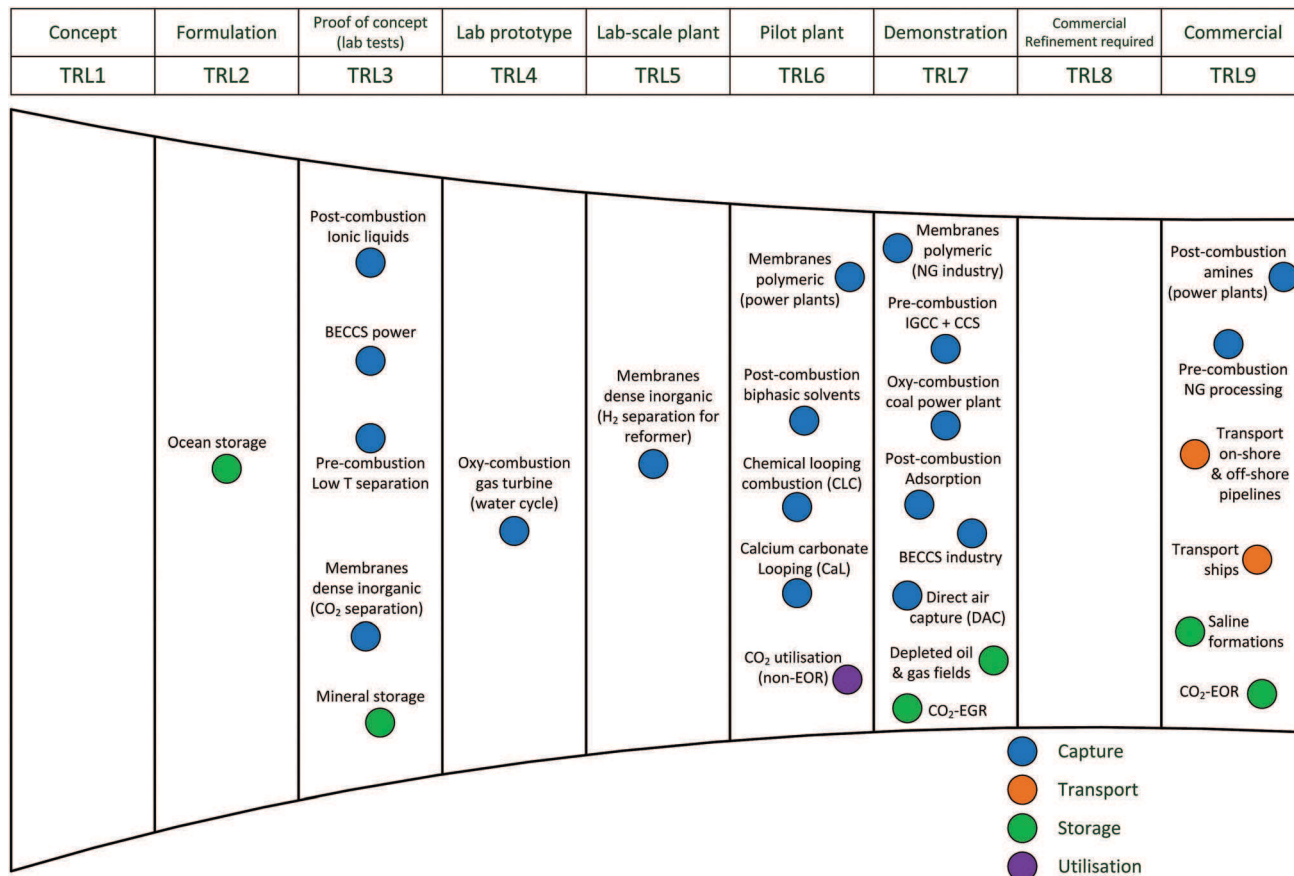 Concept
Formulation
Proof of concept
(lab tests)
Lab prototype
Lab-scale plant
Pilot plant
Demonstration
Commercial
Refinement required
Commercial
TRL1
TRL2
TRL3
TRL4
TRL5
TRL6
TRL7
TRL8
TRL9
Ocean storage
Post-combustion
Ionic liquids
BECCS power
Pre-combustion
Low T separation
Membranes
dense inorganic
(CO₂ separation)
Mineral storage
Oxy-combustion
gas turbine
(water cycle)
Membranes
dense inorganic
(H₂ separation for
reformer)
Membranes
polymeric
(power plants)
Post-combustion
biphasic solvents
Chemical looping
combustion (CLC)
Calcium carbonate
Looping (CaL)
CO₂ utilisation
(non-EOR)
Membranes
polymeric
(NG industry)
Pre-combustion
IGCC + CCS
Oxy-combustion
coal power plant
Post-combustion
Adsorption
BECCS industry
Direct air
capture (DAC)
Depleted oil
& gas fields
CO₂-EGR
Post-combustion
amines
(power plants)
Pre-combustion
NG processing
Transport
on-shore
& off-shore
pipelines
Transport
ships
Saline
formations
CO₂-EOR
Capture
Transport
Storage
Utilisation